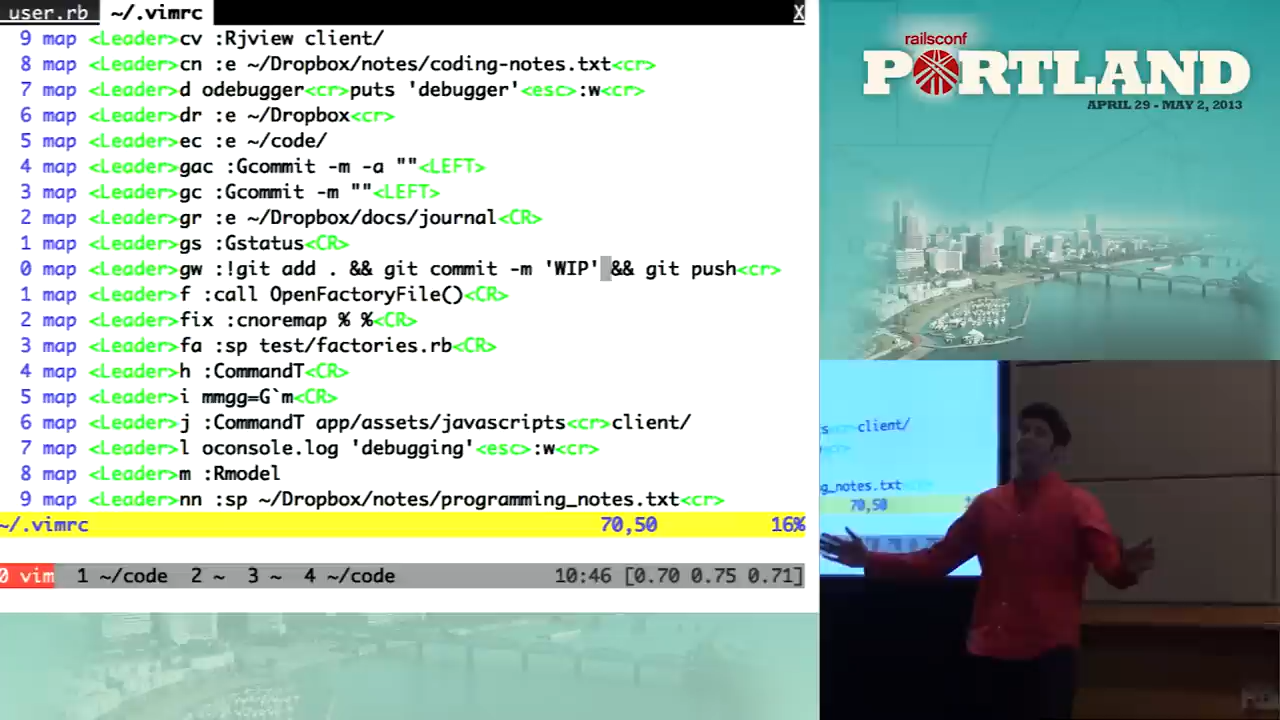 user.rb ~/.vimrc X
9 map <Leader>cv :Rjview client/
8 map <Leader>cn :e ~/Dropbox/notes/coding-notes.txt<cr>
7 map <Leader>d odebugger<cr>puts 'debugger'<esc>:w<cr>
6 map <Leader>dr :e ~/Dropbox<cr>
5 map <Leader>ec :e ~/code/
4 map <Leader>gac :Gcommit -m -a ""<LEFT>
3 map <Leader>gc :Gcommit -m ""<LEFT>
2 map <Leader>gr :e ~/Dropbox/docs/journal<CR>
1 map <Leader>gs :Gstatus<CR>
0 map <Leader>gw :!git add . && git commit -m 'WIP' && git push<cr>
1 map <Leader>f :call OpenFactoryFile()<CR>
2 map <Leader>fix :cnoremap % %<CR>
3 map <Leader>fa :sp test/factories.rb<CR>
4 map <Leader>h :CommandT<CR>
5 map <Leader>i mmgg=G`m<CR>
6 map <Leader>j :CommandT app/assets/javascripts<cr>client/
7 map <Leader>l oconsole.log 'debugging'<esc>:w<cr>
8 map <Leader>m :Rmodel
9 map <Leader>nn :sp ~/Dropbox/notes/programming_notes.txt<cr>
~/.vimrc 70,50 16%
0 vim 1 ~/code 2 ~ 3 ~ 4 ~/code 10:46 [0.70 0.75 0.71]
railsconf
PORTLAND
APRIL 29 - MAY 2, 2013
client/
g_notes.txt
70,50